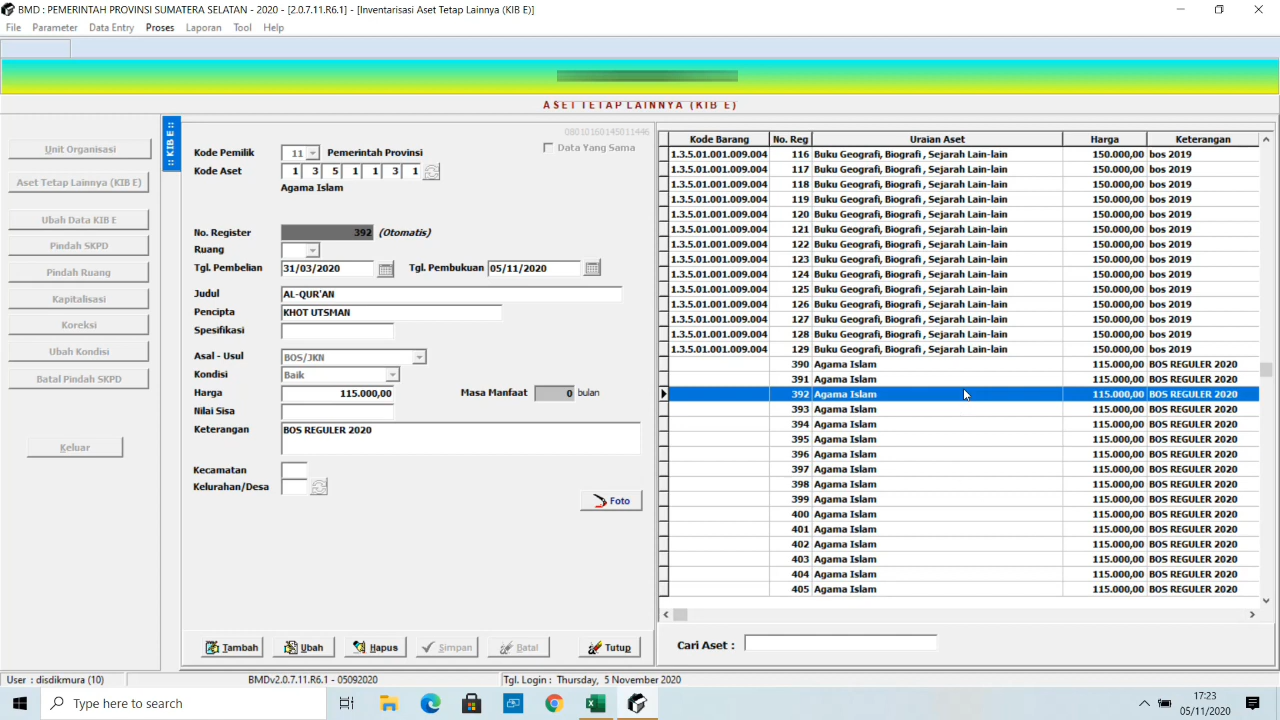 BMD : PEMERINTAH PROVINSI SUMATERA SELATAN - 2020 - [2.0.7.11.R6.1] - [Inventarisasi Aset Tetap Lainnya (KIB E)]
File Parameter Data Entry Proses Laporan Tool Help
ASET TETAP LAINNYA (KIB E)
Unit Organisasi
Aset Tetap Lainnya (KIB E)
Ubah Data KIB E
Pindah SKPD
Pindah Ruang
Kapitalisasi
Koreksi
Ubah Kondisi
Batal Pindah SKPD
Keluar
:: KIB E ::
08010160145011446
Kode Pemilik 11 Pemerintah Provinsi Data Yang Sama
Kode Aset 1 3 5 1 1 3 1
Agama Islam
No. Register 392 (Otomatis)
Ruang
Tgl. Pembelian 31/03/2020 Tgl. Pembukuan 05/11/2020
Judul AL-QUR'AN
Pencipta KHOT UTSMAN
Spesifikasi
Asal - Usul BOS/JKN
Kondisi Baik
Harga 115.000,00 Masa Manfaat 0 bulan
Nilai Sisa
Keterangan BOS REGULER 2020
Kecamatan
Kelurahan/Desa
Foto
Tambah Ubah Hapus Simpan Batal Tutup
Kode Barang No. Reg Uraian Aset Harga Keterangan
1.3.5.01.001.009.004 116 Buku Geografi, Biografi , Sejarah Lain-lain 150.000,00 bos 2019
1.3.5.01.001.009.004 117 Buku Geografi, Biografi , Sejarah Lain-lain 150.000,00 bos 2019
1.3.5.01.001.009.004 118 Buku Geografi, Biografi , Sejarah Lain-lain 150.000,00 bos 2019
1.3.5.01.001.009.004 119 Buku Geografi, Biografi , Sejarah Lain-lain 150.000,00 bos 2019
1.3.5.01.001.009.004 120 Buku Geografi, Biografi , Sejarah Lain-lain 150.000,00 bos 2019
1.3.5.01.001.009.004 121 Buku Geografi, Biografi , Sejarah Lain-lain 150.000,00 bos 2019
1.3.5.01.001.009.004 122 Buku Geografi, Biografi , Sejarah Lain-lain 150.000,00 bos 2019
1.3.5.01.001.009.004 123 Buku Geografi, Biografi , Sejarah Lain-lain 150.000,00 bos 2019
1.3.5.01.001.009.004 124 Buku Geografi, Biografi , Sejarah Lain-lain 150.000,00 bos 2019
1.3.5.01.001.009.004 125 Buku Geografi, Biografi , Sejarah Lain-lain 150.000,00 bos 2019
1.3.5.01.001.009.004 126 Buku Geografi, Biografi , Sejarah Lain-lain 150.000,00 bos 2019
1.3.5.01.001.009.004 127 Buku Geografi, Biografi , Sejarah Lain-lain 150.000,00 bos 2019
1.3.5.01.001.009.004 128 Buku Geografi, Biografi , Sejarah Lain-lain 150.000,00 bos 2019
1.3.5.01.001.009.004 129 Buku Geografi, Biografi , Sejarah Lain-lain 150.000,00 bos 2019
390 Agama Islam 115.000,00 BOS REGULER 2020
391 Agama Islam 115.000,00 BOS REGULER 2020
392 Agama Islam 115.000,00 BOS REGULER 2020
393 Agama Islam 115.000,00 BOS REGULER 2020
394 Agama Islam 115.000,00 BOS REGULER 2020
395 Agama Islam 115.000,00 BOS REGULER 2020
396 Agama Islam 115.000,00 BOS REGULER 2020
397 Agama Islam 115.000,00 BOS REGULER 2020
398 Agama Islam 115.000,00 BOS REGULER 2020
399 Agama Islam 115.000,00 BOS REGULER 2020
400 Agama Islam 115.000,00 BOS REGULER 2020
401 Agama Islam 115.000,00 BOS REGULER 2020
402 Agama Islam 115.000,00 BOS REGULER 2020
403 Agama Islam 115.000,00 BOS REGULER 2020
404 Agama Islam 115.000,00 BOS REGULER 2020
405 Agama Islam 115.000,00 BOS REGULER 2020
Cari Aset :
User : disdikmura (10) BMDv2.0.7.11.R6.1 - 05092020 Tgl. Login : Thursday, 5 November 2020
Type here to search
17:23
05/11/2020